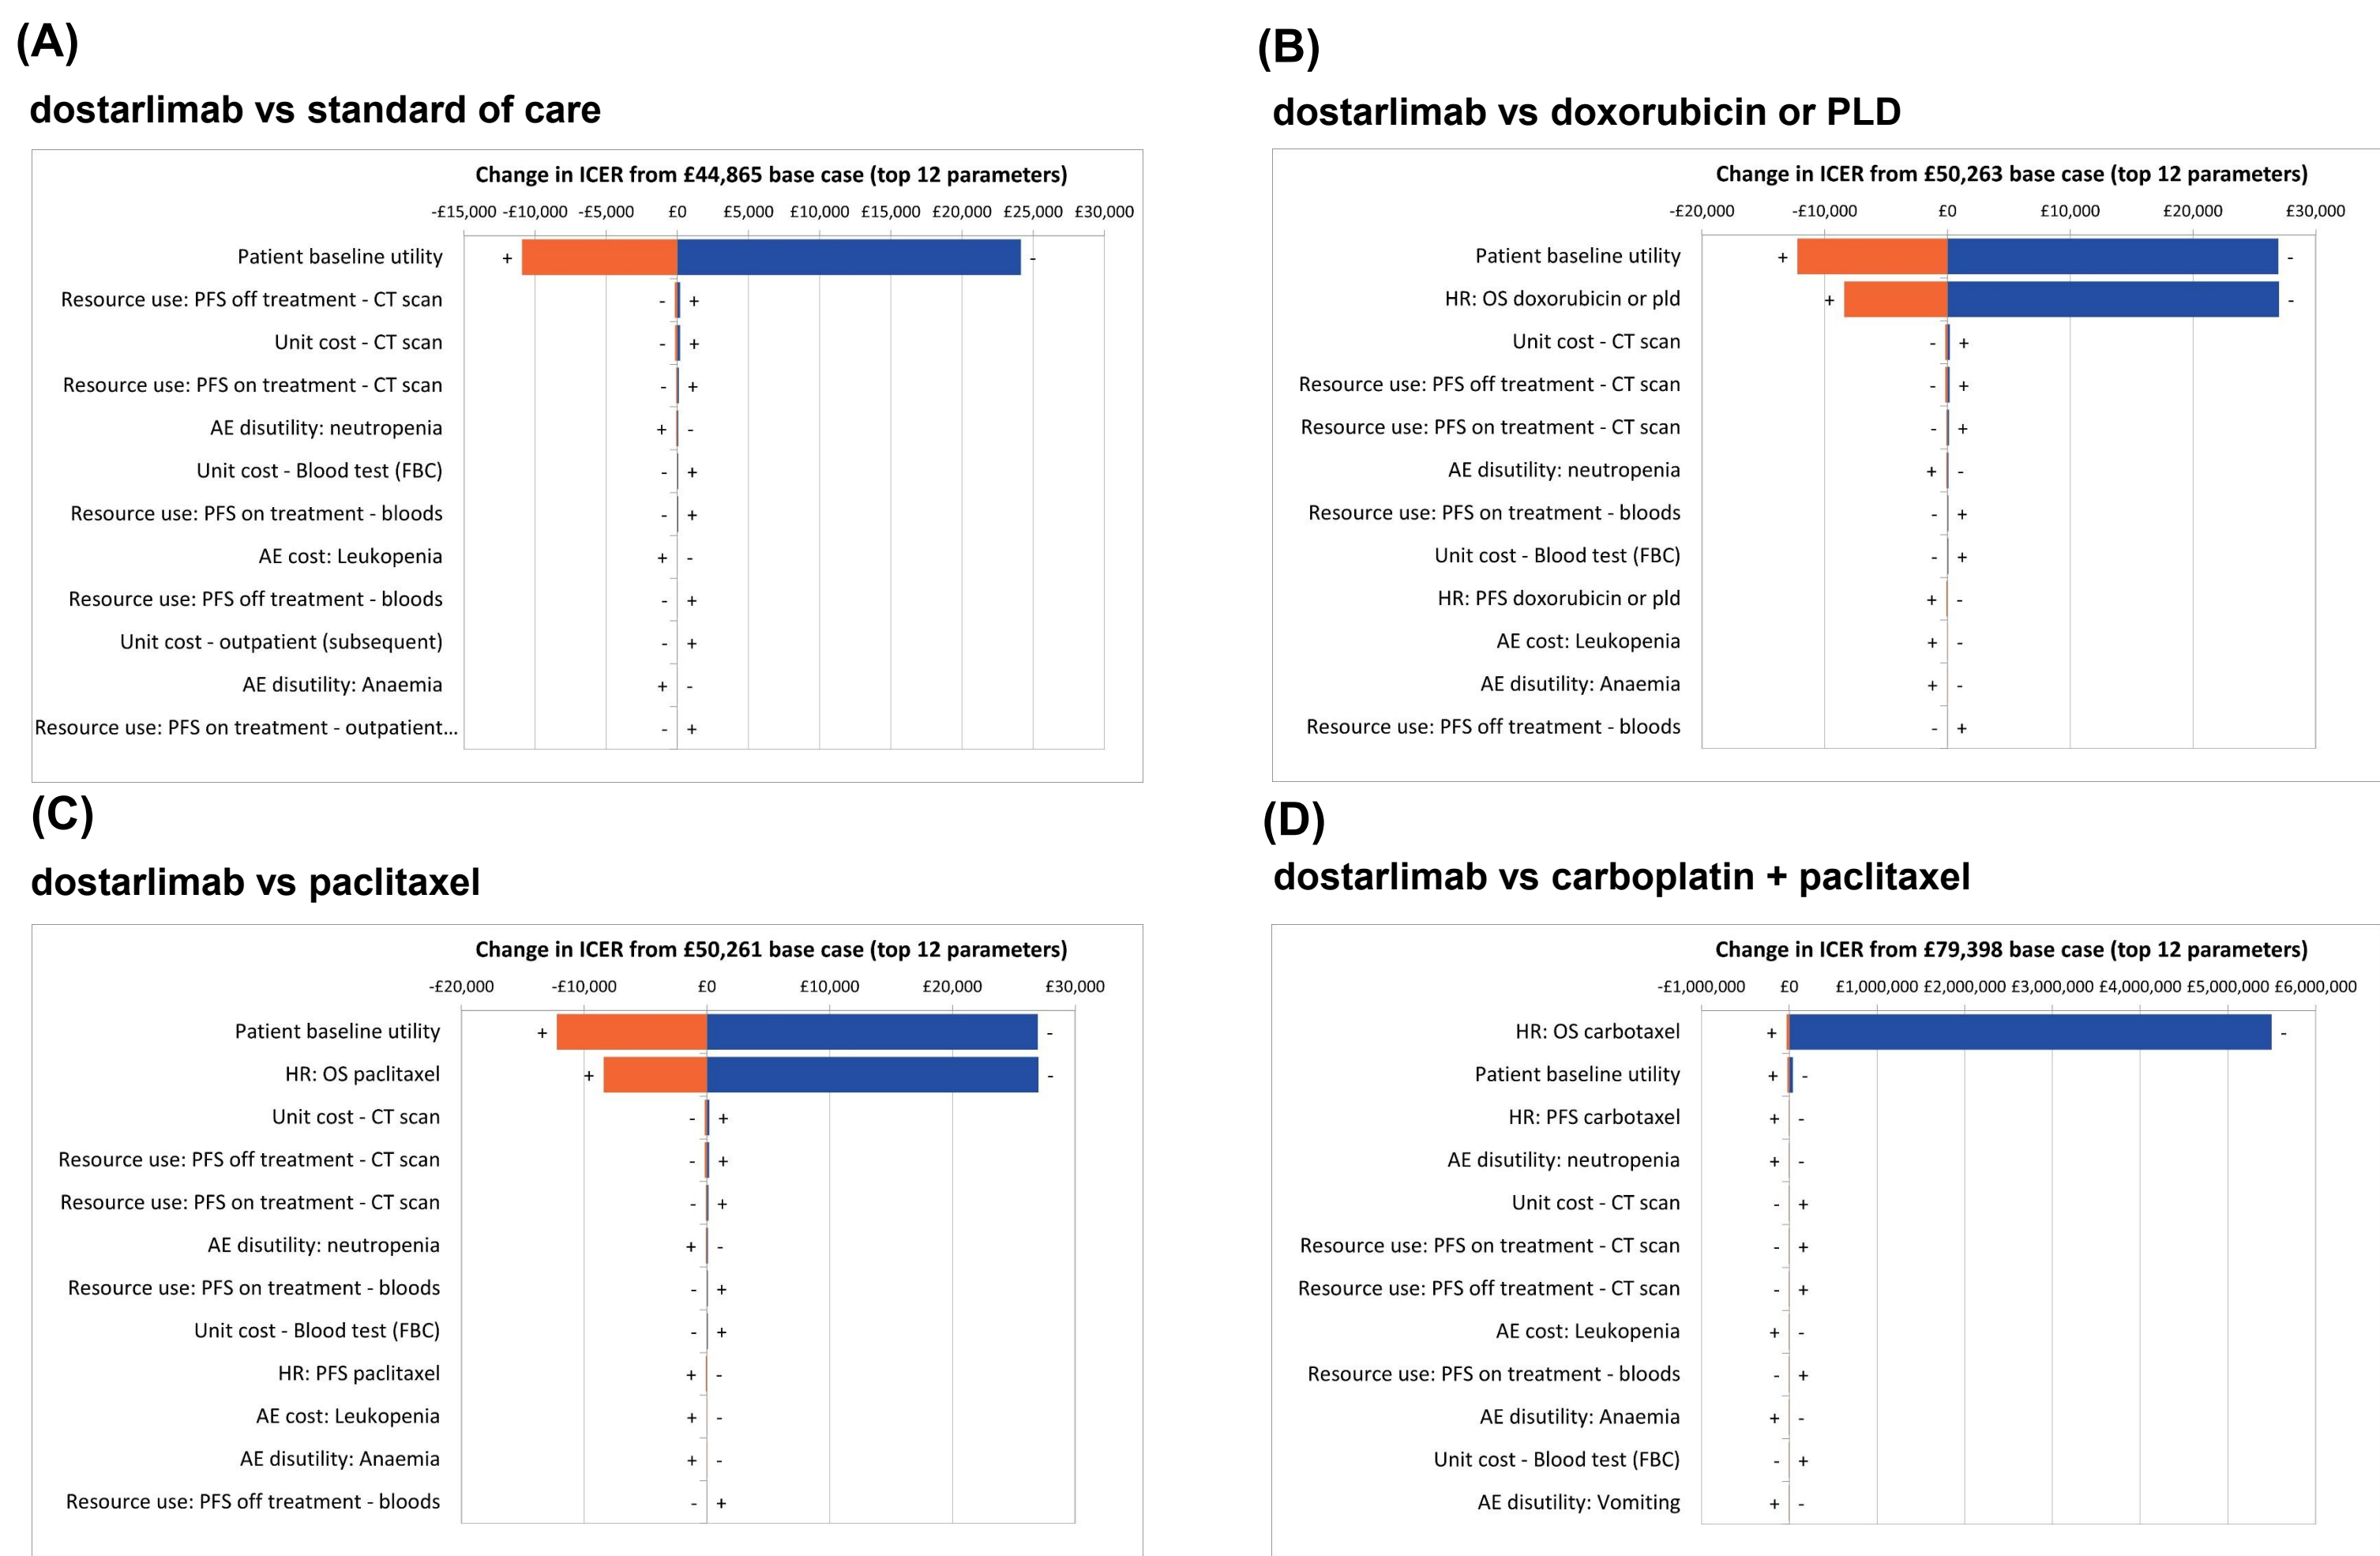 (A)
dostarlimab vs standard of care
Change in ICER from £44,865 base case (top 12 parameters)
-£15,000 -£10,000 -£5,000 £0 £5,000 £10,000 £15,000 £20,000 £25,000 £30,000
Patient baseline utility + -
Resource use: PFS off treatment - CT scan - +
Unit cost - CT scan - +
Resource use: PFS on treatment - CT scan - +
AE disutility: neutropenia + -
Unit cost - Blood test (FBC) - +
Resource use: PFS on treatment - bloods - +
AE cost: Leukopenia + -
Resource use: PFS off treatment - bloods - +
Unit cost - outpatient (subsequent) - +
AE disutility: Anaemia + -
Resource use: PFS on treatment - outpatient... - +
(B)
dostarlimab vs doxorubicin or PLD
Change in ICER from £50,263 base case (top 12 parameters)
-£20,000 -£10,000 £0 £10,000 £20,000 £30,000
Patient baseline utility + -
HR: OS doxorubicin or pld + -
Unit cost - CT scan - +
Resource use: PFS off treatment - CT scan - +
Resource use: PFS on treatment - CT scan - +
AE disutility: neutropenia + -
Resource use: PFS on treatment - bloods - +
Unit cost - Blood test (FBC) - +
HR: PFS doxorubicin or pld + -
AE cost: Leukopenia + -
AE disutility: Anaemia + -
Resource use: PFS off treatment - bloods - +
(C)
dostarlimab vs paclitaxel
Change in ICER from £50,261 base case (top 12 parameters)
-£20,000 -£10,000 £0 £10,000 £20,000 £30,000
Patient baseline utility + -
HR: OS paclitaxel + -
Unit cost - CT scan - +
Resource use: PFS off treatment - CT scan - +
Resource use: PFS on treatment - CT scan - +
AE disutility: neutropenia + -
Resource use: PFS on treatment - bloods - +
Unit cost - Blood test (FBC) - +
HR: PFS paclitaxel + -
AE cost: Leukopenia + -
AE disutility: Anaemia + -
Resource use: PFS off treatment - bloods - +
(D)
dostarlimab vs carboplatin + paclitaxel
Change in ICER from £79,398 base case (top 12 parameters)
-£1,000,000 £0 £1,000,000 £2,000,000 £3,000,000 £4,000,000 £5,000,000 £6,000,000
HR: OS carbotaxel + -
Patient baseline utility + -
HR: PFS carbotaxel + -
AE disutility: neutropenia + -
Unit cost - CT scan - +
Resource use: PFS on treatment - CT scan - +
Resource use: PFS off treatment - CT scan - +
AE cost: Leukopenia + -
Resource use: PFS on treatment - bloods - +
AE disutility: Anaemia + -
Unit cost - Blood test (FBC) - +
AE disutility: Vomiting + -